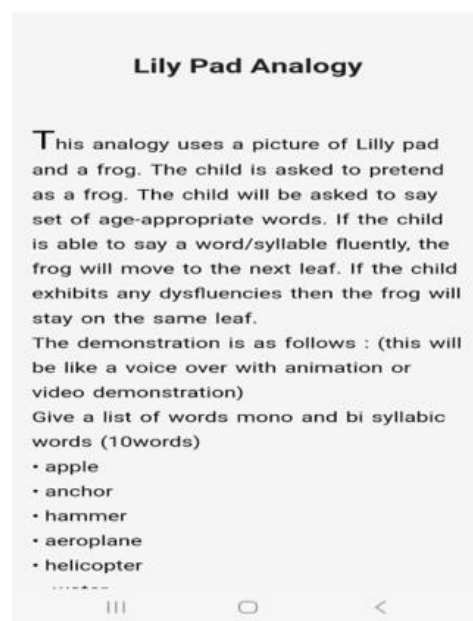 Lily Pad Analogy
This analogy uses a picture of Lilly pad
and a frog. The child is asked to pretend
as a frog. The child will be asked to say
set of age-appropriate words. If the child
is able to say a word/syllable fluently, the
frog will move to the next leaf. If the child
exhibits any dysfluencies then the frog will
stay on the same leaf.
The demonstration is as follows : (this will
be like a voice over with animation or
video demonstration)
Give a list of words mono and bi syllabic
words (10words)
• apple
• anchor
• hammer
• aeroplane
• helicopter